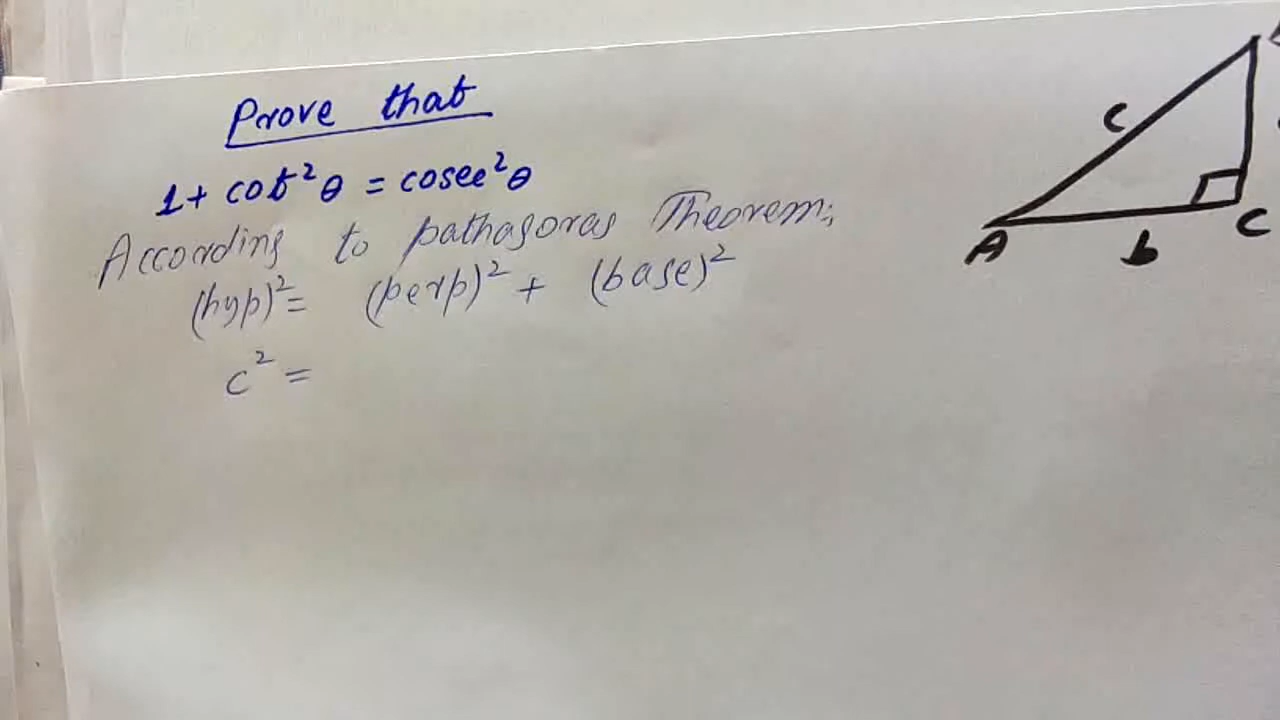 Prove that
1 + cot²θ = cosec²θ
According to pathagoras Theorem;
(hyp)² = (perp)² + (base)²
c² =
c
A
b
C